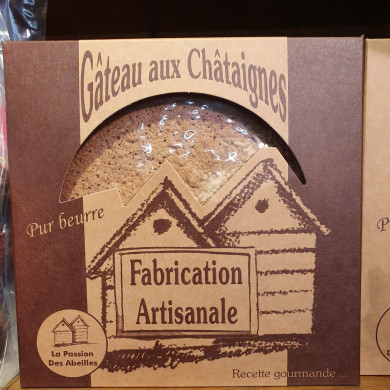 Gâteau aux Châtaignes
Pur beurre
Fabrication
Artisanale
La Passion
Des Abeilles
Recette gourmande ...